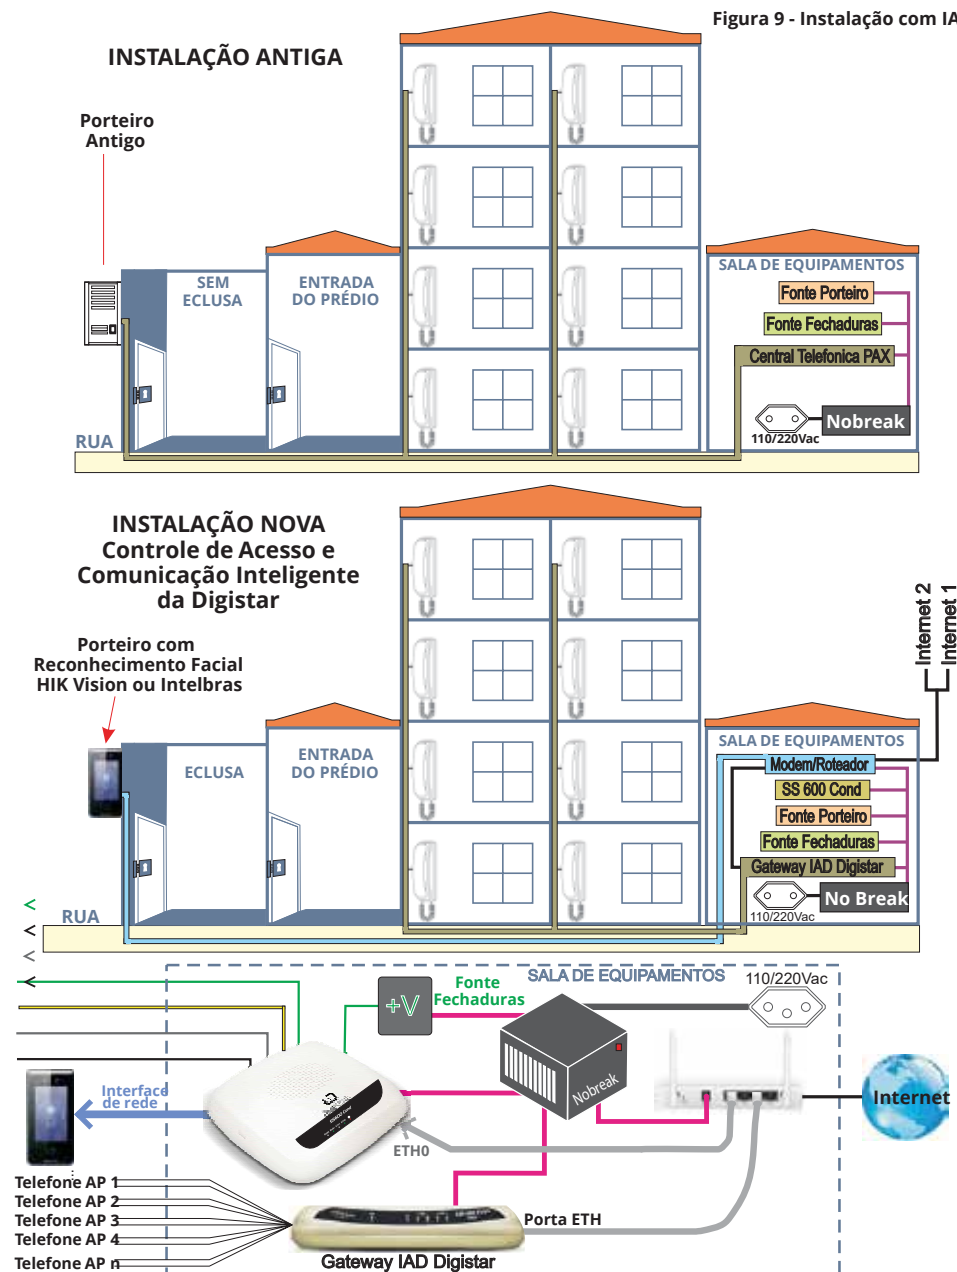 Figura 9 - Instalação com IA
INSTALAÇÃO ANTIGA
Porteiro
Antigo
SEM
ECLUSA
ENTRADA
DO PRÉDIO
SALA DE EQUIPAMENTOS
Fonte Porteiro
Fonte Fechaduras
Central Telefonica PAX
Nobreak
110/220Vac
RUA
INSTALAÇÃO NOVA
Controle de Acesso e
Comunicação Inteligente
da Digistar
Porteiro com
Reconhecimento Facial
HIK Vision ou Intelbras
Internet 2
Internet 1
ECLUSA
ENTRADA
DO PRÉDIO
SALA DE EQUIPAMENTOS
Modem/Roteador
SS 600 Cond
Fonte Porteiro
Fonte Fechaduras
Gateway IAD Digistar
No Break
110/220Vac
RUA
SALA DE EQUIPAMENTOS
110/220Vac
Fonte
Fechaduras
+V
Nobreak
Interface
de rede
Internet
ETH0
Telefone AP 1
Telefone AP 2
Telefone AP 3
Telefone AP 4
Telefone AP n
Porta ETH
Gateway IAD Digistar